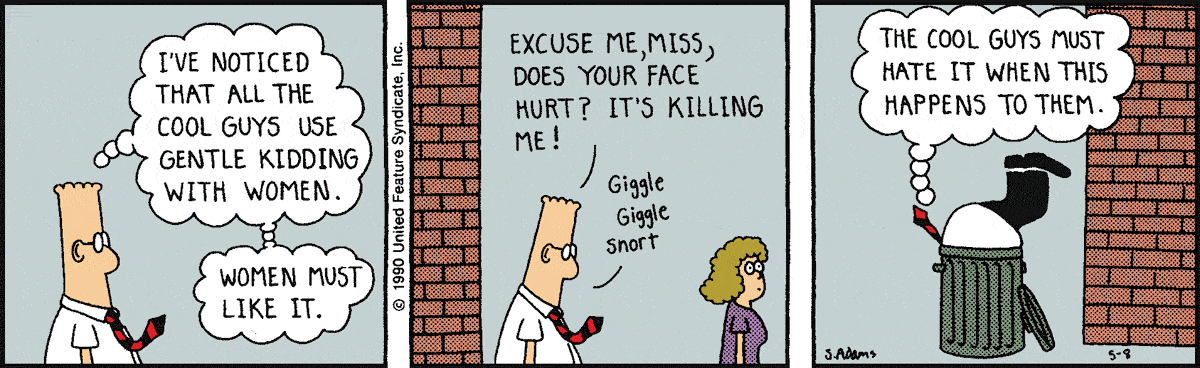 I'VE NOTICED
THAT ALL THE
COOL GUYS USE
GENTLE KIDDING
WITH WOMEN.
WOMEN MUST
LIKE IT.
© 1990 United Feature Syndicate, Inc.
EXCUSE ME, MISS,
DOES YOUR FACE
HURT? IT'S KILLING
ME!
Giggle
Giggle
Snort
THE COOL GUYS MUST
HATE IT WHEN THIS
HAPPENS TO THEM.
S.Adams
5-8